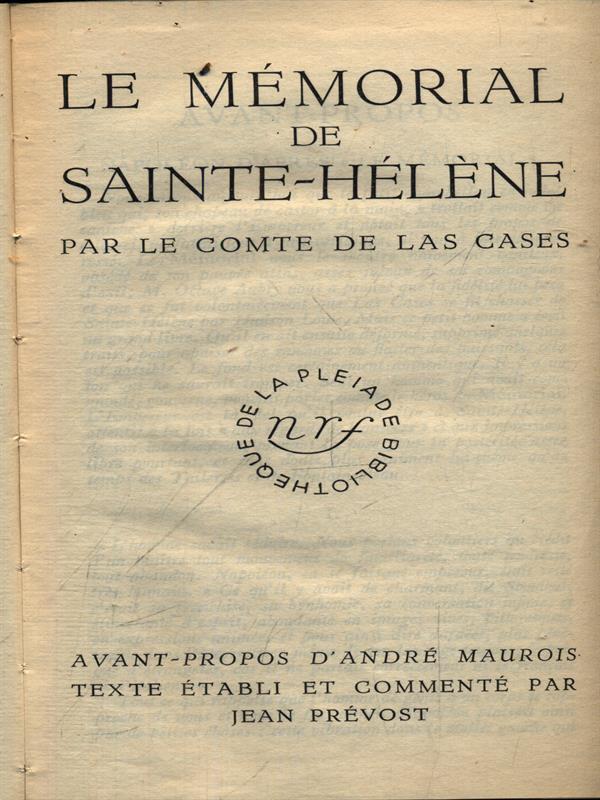 LE MÉMORIAL
DE
SAINTE-HÉLÈNE
PAR LE COMTE DE LAS CASES
BIBLIOTHEQUE DE LA PLEIADE
nrf
AVANT-PROPOS D'ANDRÉ MAUROIS
TEXTE ÉTABLI ET COMMENTÉ PAR
JEAN PRÉVOST